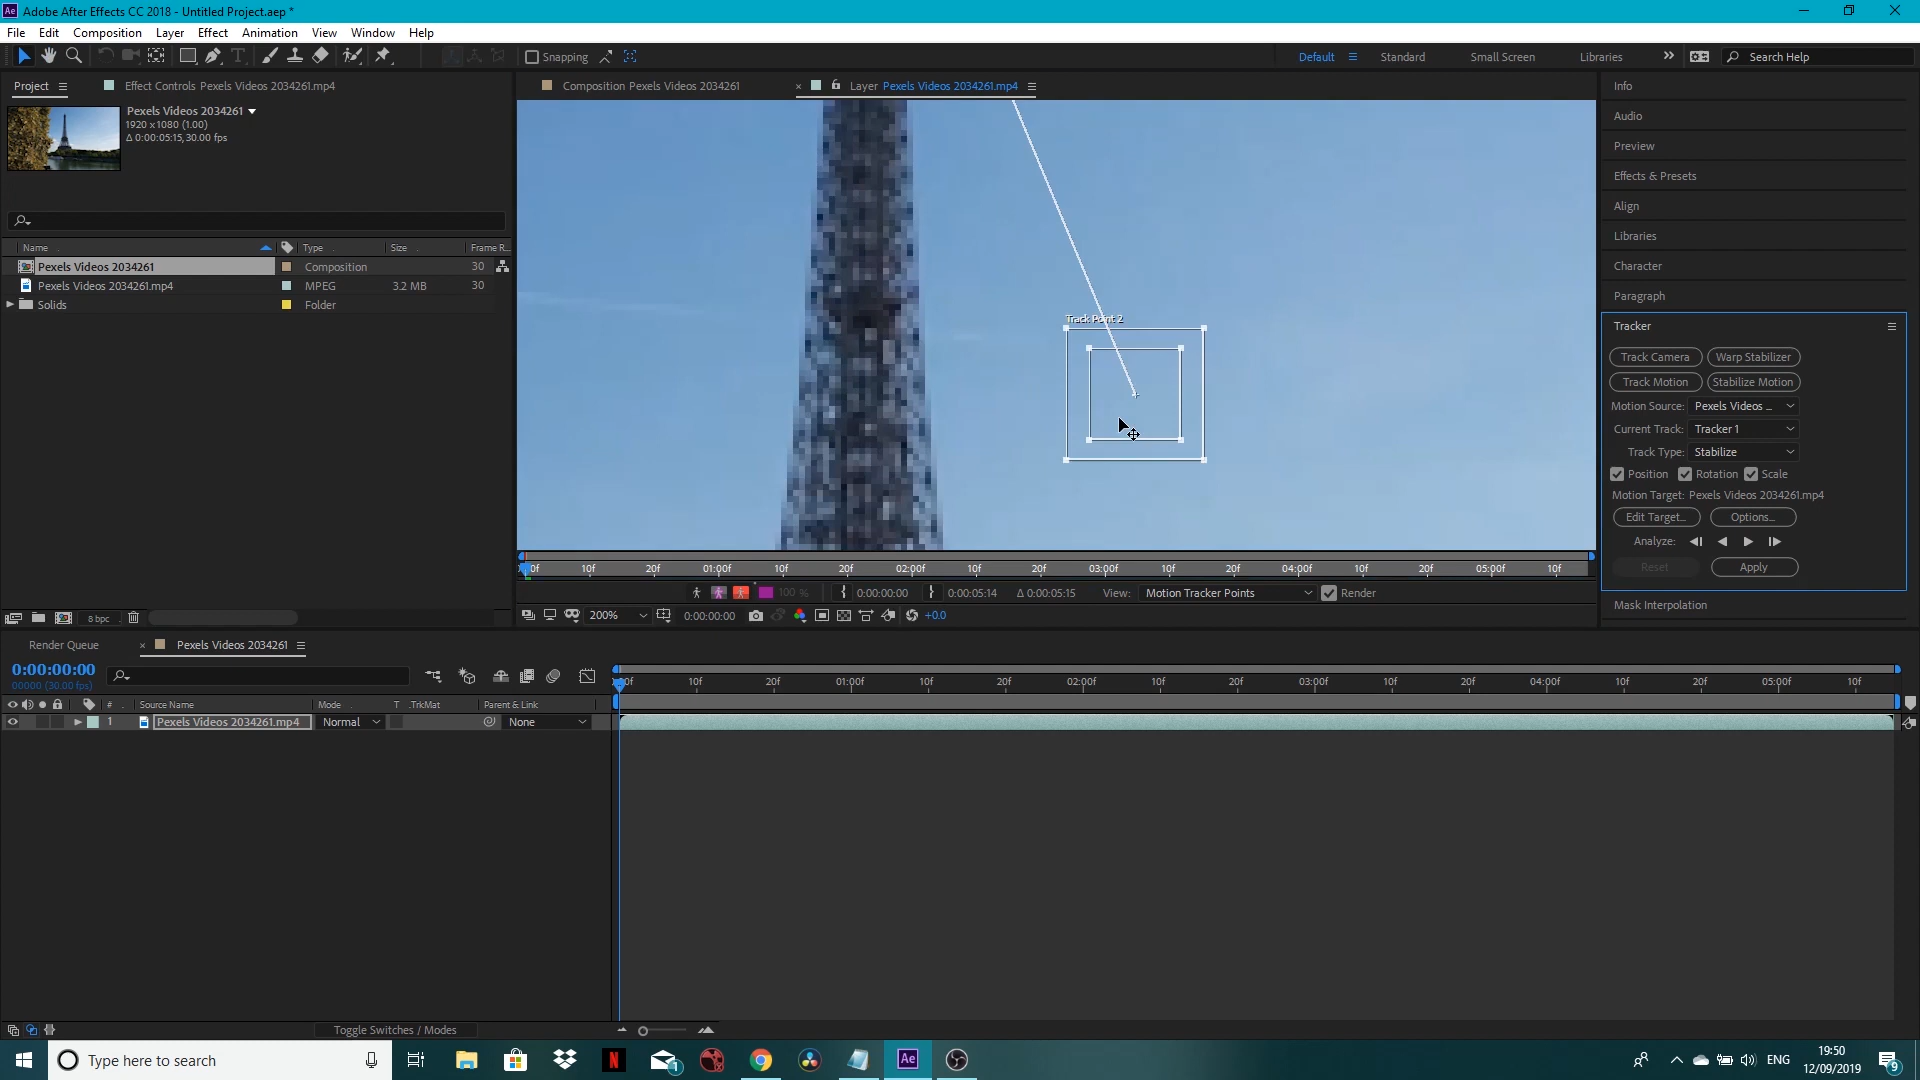 Adobe After Effects CC 2018 - Untitled Project.aep *
File Edit Composition Layer Effect Animation View Window Help
Snapping Default Standard Small Screen Libraries Search Help
Project Effect Controls Pexels Videos 2034261.mp4
Composition Pexels Videos 2034261 Layer Pexels Videos 2034261.mp4
Pexels Videos 2034261
1920 x 1080 (1.00)
Δ 0:00:05:15, 30.00 fps
Name Type Size Frame R...
Pexels Videos 2034261 Composition 30
Pexels Videos 2034261.mp4 MPEG 3.2 MB 30
Solids Folder
8 bpc
Track Point 2
10f 20f 01:00f 10f 20f 02:00f 10f 20f 03:00f 10f 20f 04:00f 10f 20f 05:00f 10f
100 % 0:00:00:00 0:00:05:14 Δ 0:00:05:15 View: Motion Tracker Points Render
200% 0:00:00:00 +0.0
Info
Audio
Preview
Effects & Presets
Align
Libraries
Character
Paragraph
Tracker
Track Camera Warp Stabilizer
Track Motion Stabilize Motion
Motion Source: Pexels Videos ...
Current Track: Tracker 1
Track Type: Stabilize
Position Rotation Scale
Motion Target: Pexels Videos 2034261.mp4
Edit Target... Options...
Analyze:
Reset Apply
Mask Interpolation
Render Queue Pexels Videos 2034261
0:00:00:00
00000 (30.00 fps)
10f 20f 01:00f 10f 20f 02:00f 10f 20f 03:00f 10f 20f 04:00f 10f 20f 05:00f 10f
# Source Name Mode T .TrkMat Parent & Link
1 Pexels Videos 2034261.mp4 Normal None
Toggle Switches / Modes
Type here to search
1
Ae
ENG
19:50
12/09/2019
9